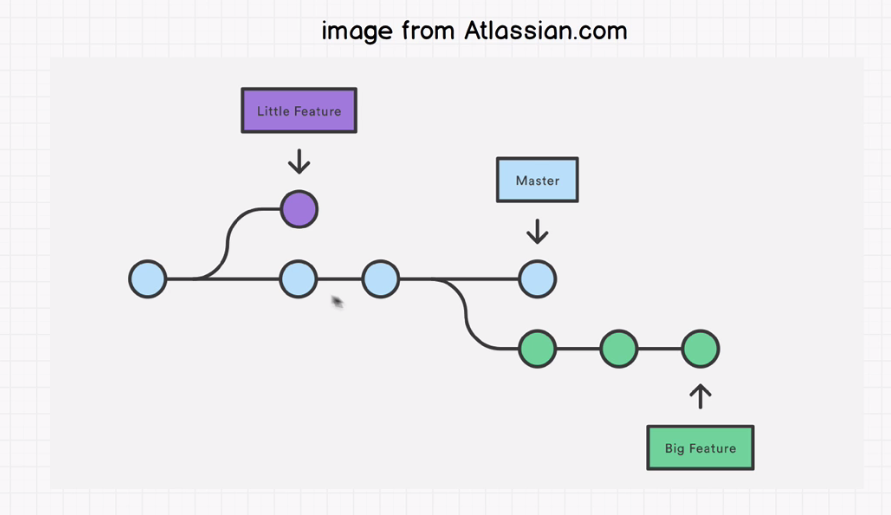 image from Atlassian.com
Little Feature
Master
Big Feature